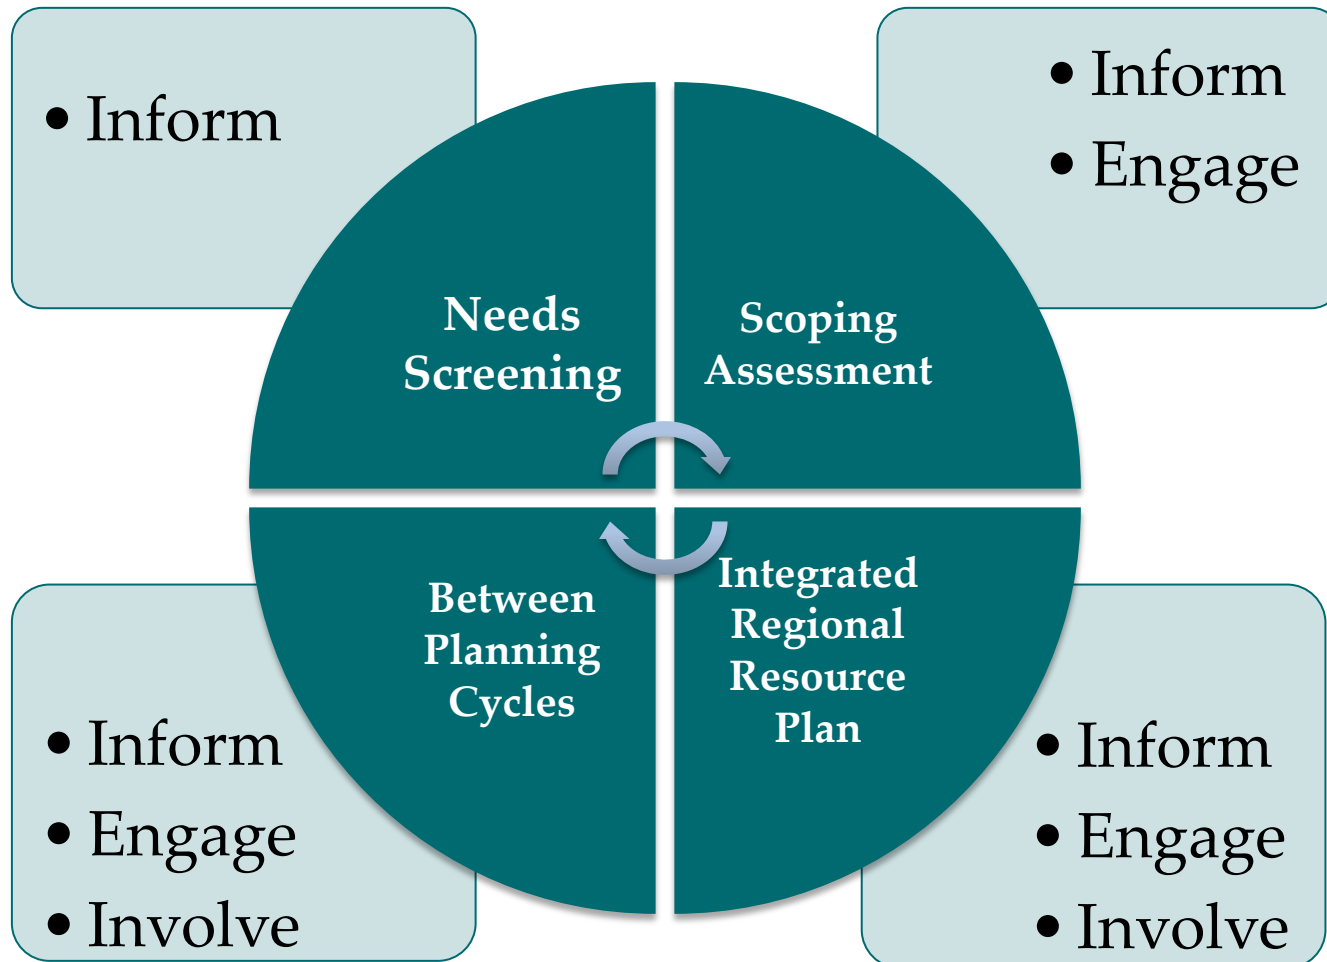 • Inform
• Inform
• Engage
Needs
Screening
Scoping
Assessment
Between
Planning
Cycles
Integrated
Regional
Resource
Plan
• Inform
• Engage
• Involve
• Inform
• Engage
• Involve